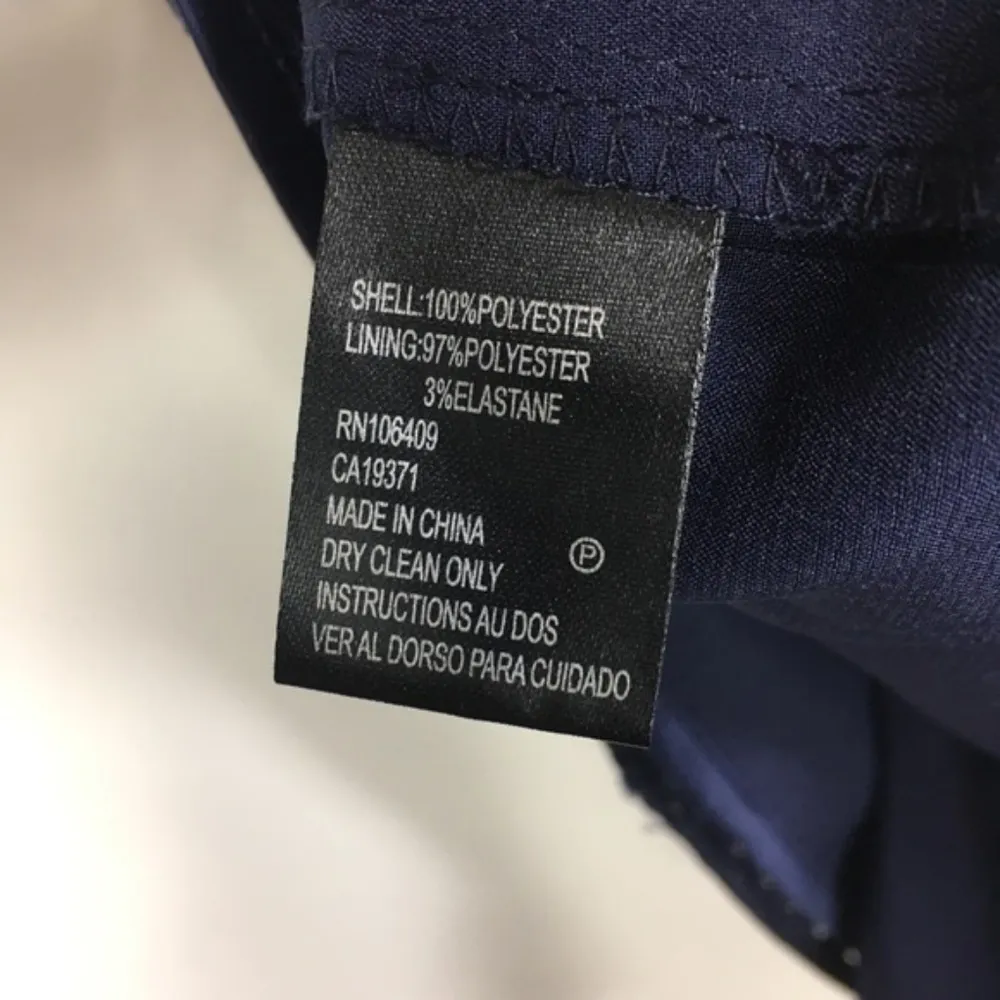 SHELL:100%POLYESTER
LINING:97%POLYESTER
3%ELASTANE
RN106409
CA19371
MADE IN CHINA
DRY CLEAN ONLY
P
INSTRUCTIONS AU DOS
VER AL DORSO PARA CUIDADO